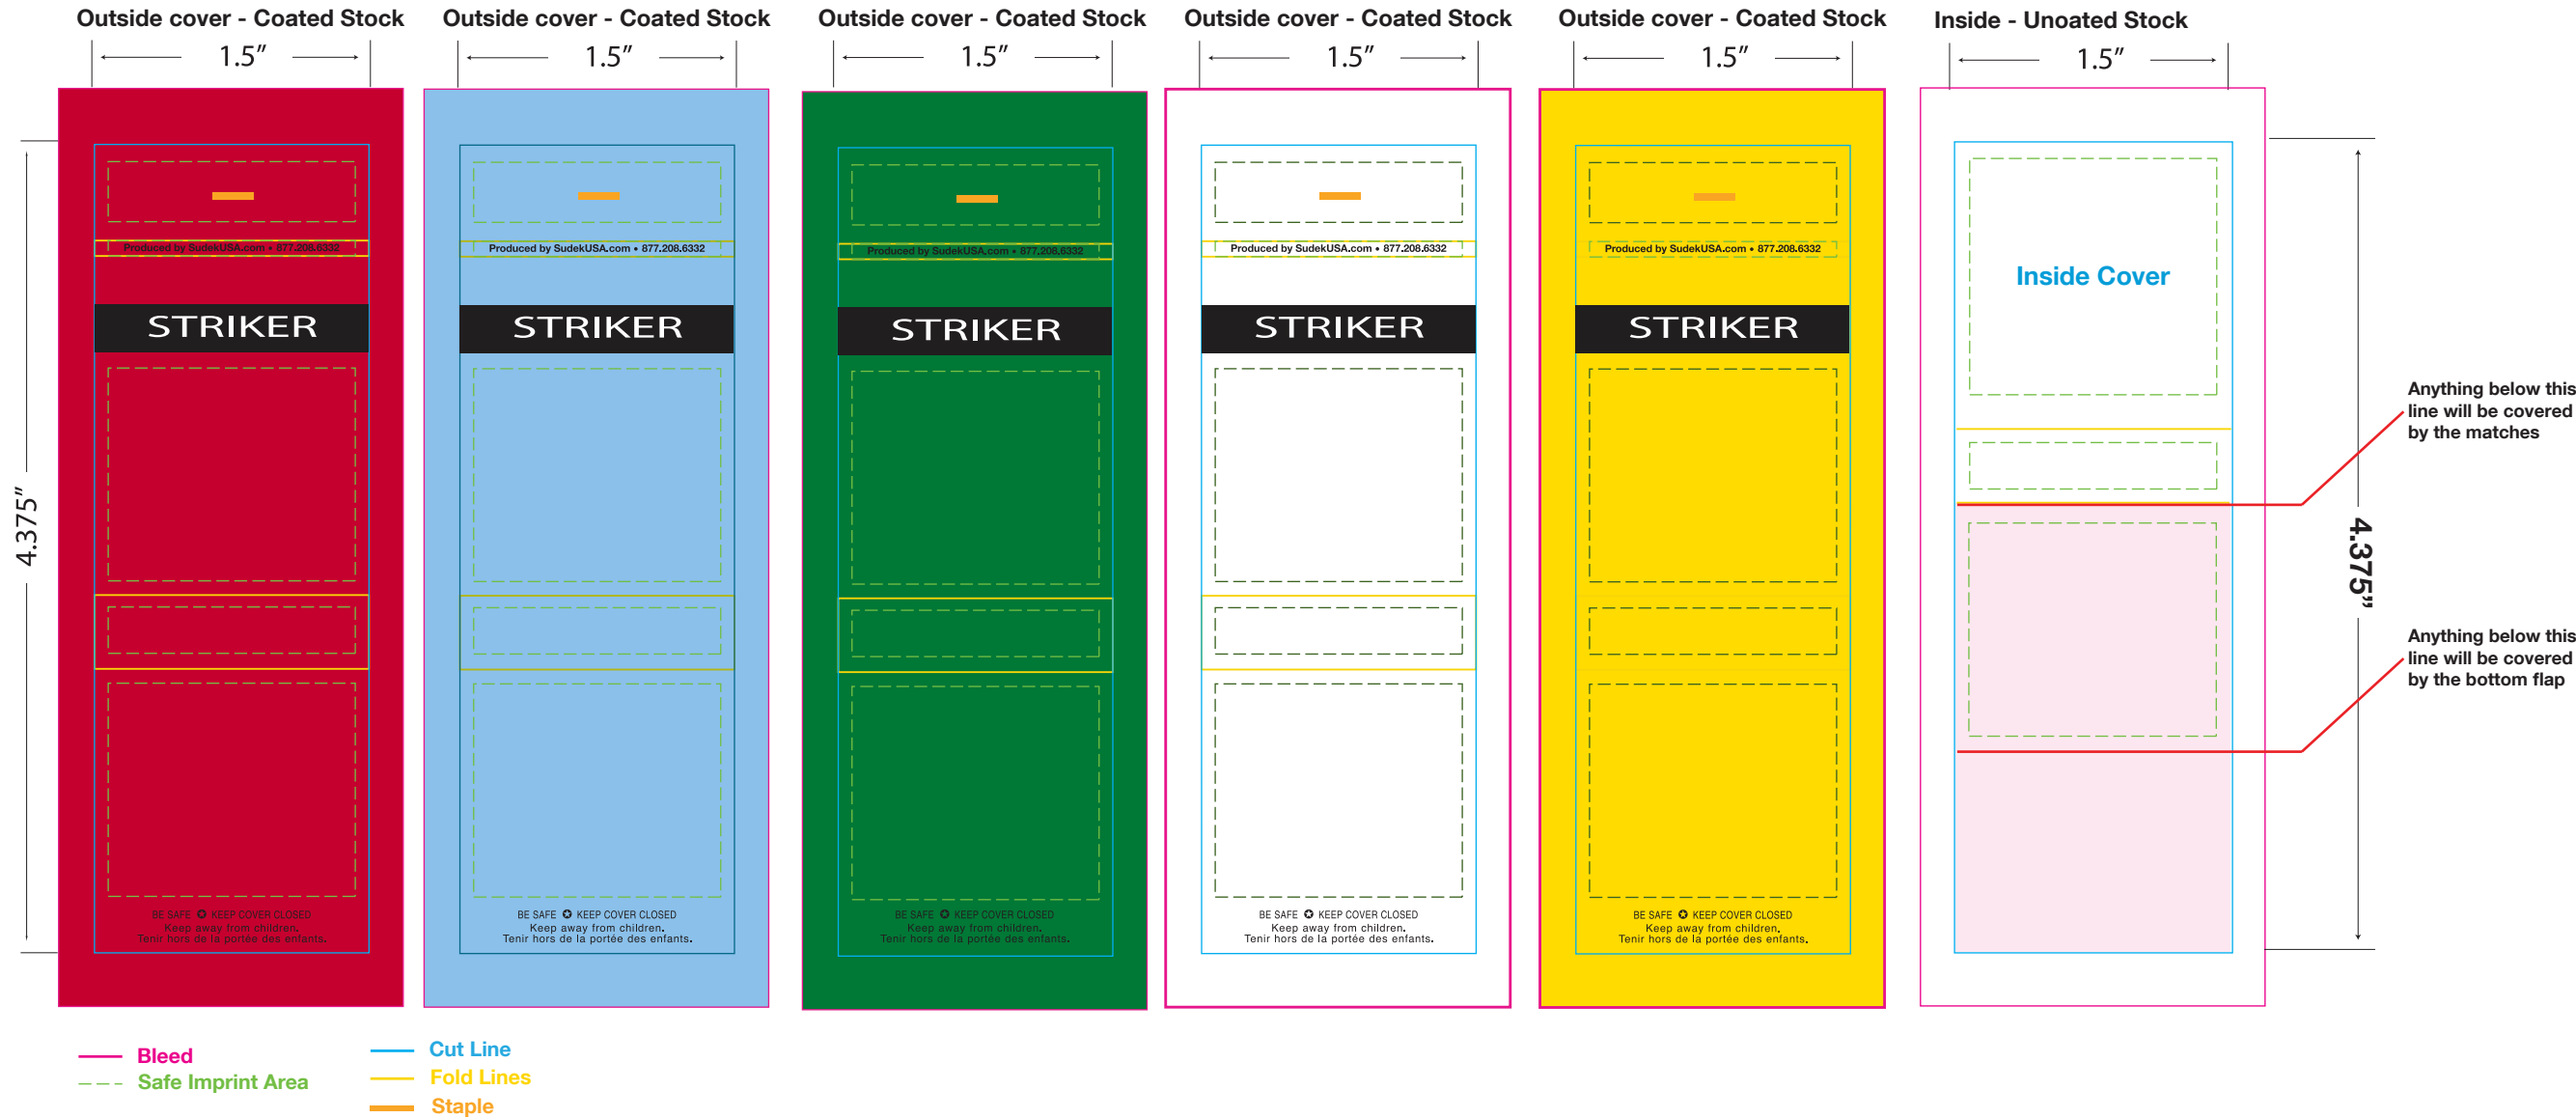 Outside cover - Coated Stock
1.5″
4.375″
Produced by SudekUSA.com • 877.208.6332
STRIKER
BE SAFE ✪ KEEP COVER CLOSED
Keep away from children.
Tenir hors de la portée des enfants.
Outside cover - Coated Stock
1.5″
Produced by SudekUSA.com • 877.208.6332
STRIKER
BE SAFE ✪ KEEP COVER CLOSED
Keep away from children.
Tenir hors de la portée des enfants.
Outside cover - Coated Stock
1.5″
Produced by SudekUSA.com • 877.208.6332
STRIKER
BE SAFE ✪ KEEP COVER CLOSED
Keep away from children.
Tenir hors de la portée des enfants.
Outside cover - Coated Stock
1.5″
Produced by SudekUSA.com • 877.208.6332
STRIKER
BE SAFE ✪ KEEP COVER CLOSED
Keep away from children.
Tenir hors de la portée des enfants.
Outside cover - Coated Stock
1.5″
Produced by SudekUSA.com • 877.208.6332
STRIKER
BE SAFE ✪ KEEP COVER CLOSED
Keep away from children.
Tenir hors de la portée des enfants.
Inside - Unoated Stock
1.5″
Inside Cover
Anything below this
line will be covered
by the matches
4.375"
Anything below this
line will be covered
by the bottom flap
Bleed
Safe Imprint Area
Cut Line
Fold Lines
Staple